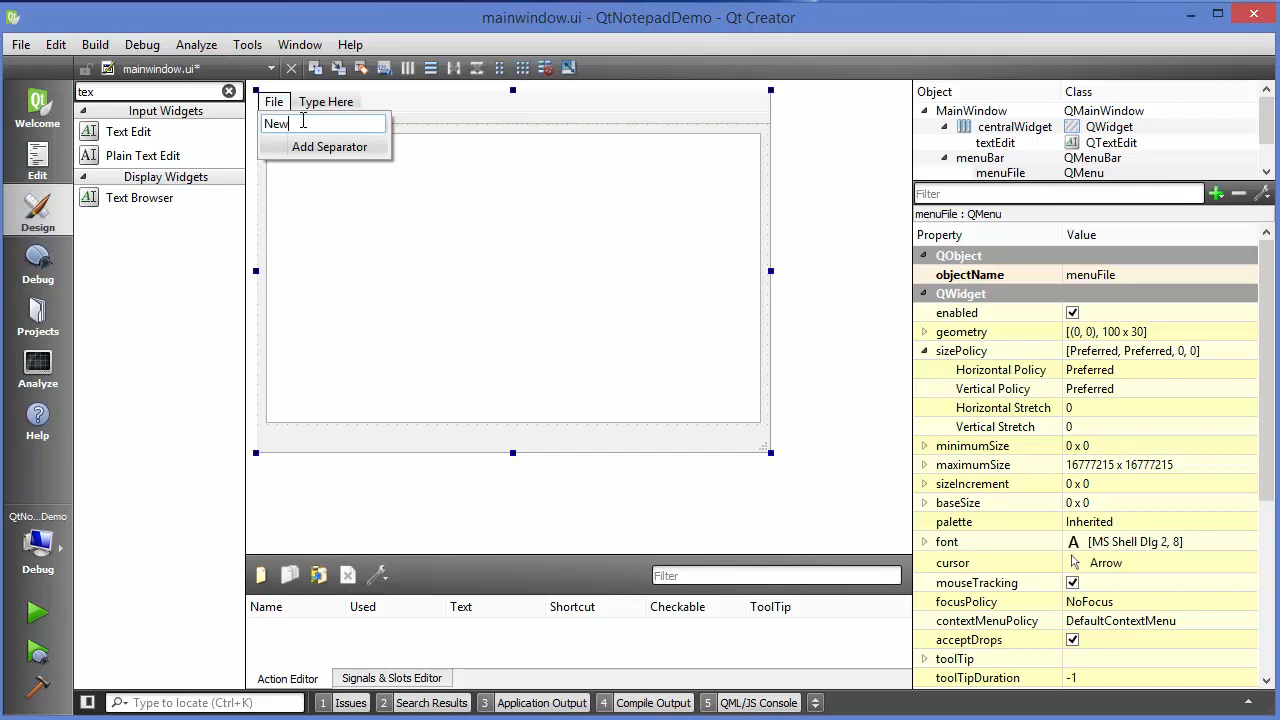 mainwindow.ui - QtNotepadDemo - Qt Creator
File Edit Build Debug Analyze Tools Window Help
mainwindow.ui*
tex
Input Widgets
Text Edit
Plain Text Edit
Display Widgets
Text Browser
Welcome
Edit
Design
Debug
Projects
Analyze
Help
QtNo...Demo
Debug
File Type Here
New
Add Separator
Object Class
MainWindow QMainWindow
centralWidget QWidget
textEdit QTextEdit
menuBar QMenuBar
menuFile QMenu
Filter
menuFile : QMenu
Property Value
QObject
objectName menuFile
QWidget
enabled
geometry [(0, 0), 100 x 30]
sizePolicy [Preferred, Preferred, 0, 0]
Horizontal Policy Preferred
Vertical Policy Preferred
Horizontal Stretch 0
Vertical Stretch 0
minimumSize 0 x 0
maximumSize 16777215 x 16777215
sizeIncrement 0 x 0
baseSize 0 x 0
palette Inherited
font A [MS Shell Dlg 2, 8]
cursor Arrow
mouseTracking
focusPolicy NoFocus
contextMenuPolicy DefaultContextMenu
acceptDrops
toolTip
toolTipDuration -1
Filter
Name Used Text Shortcut Checkable ToolTip
Action Editor Signals & Slots Editor
Type to locate (Ctrl+K) 1 Issues 2 Search Results 3 Application Output 4 Compile Output 5 QML/JS Console